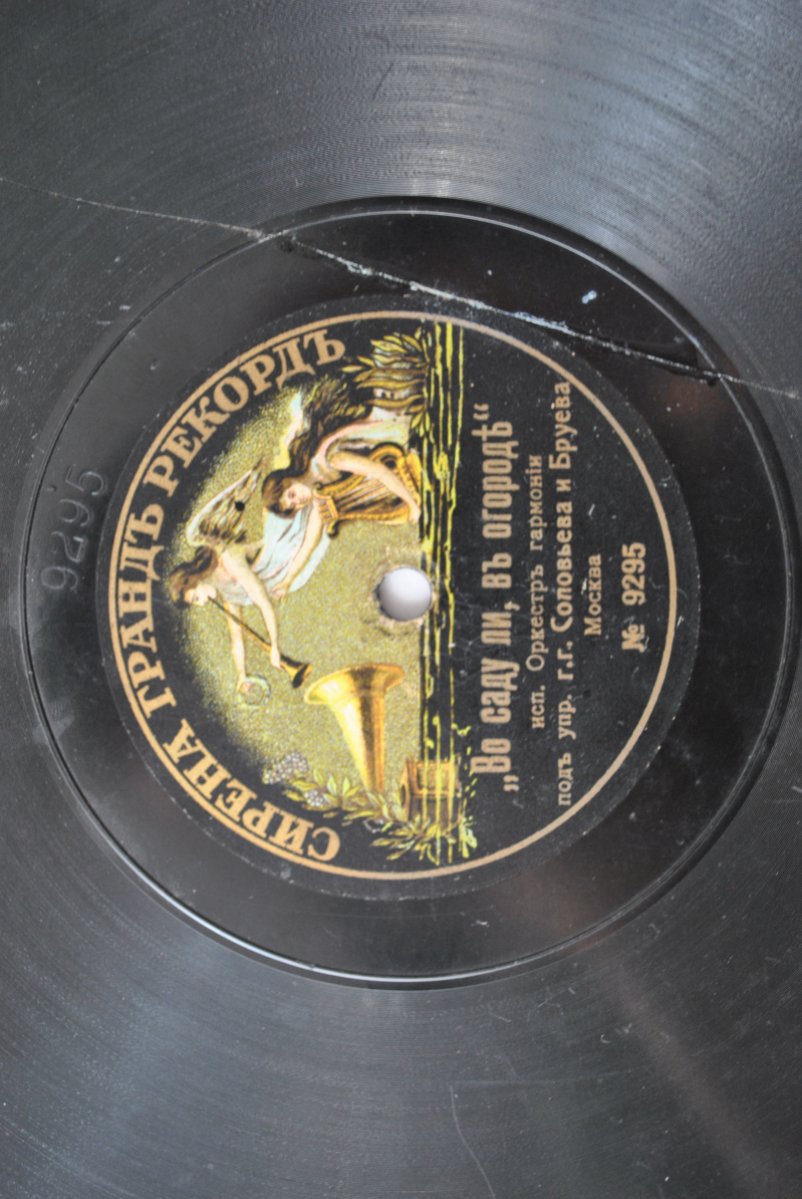 СИРЕНА ГРАНДЪ РЕКОРДЪ
„Во саду ли, въ огородѣ“
исп. Оркестръ гармоніи
подъ упр. г.г. Соловьева и Бруева
Москва
№ 9295
9295